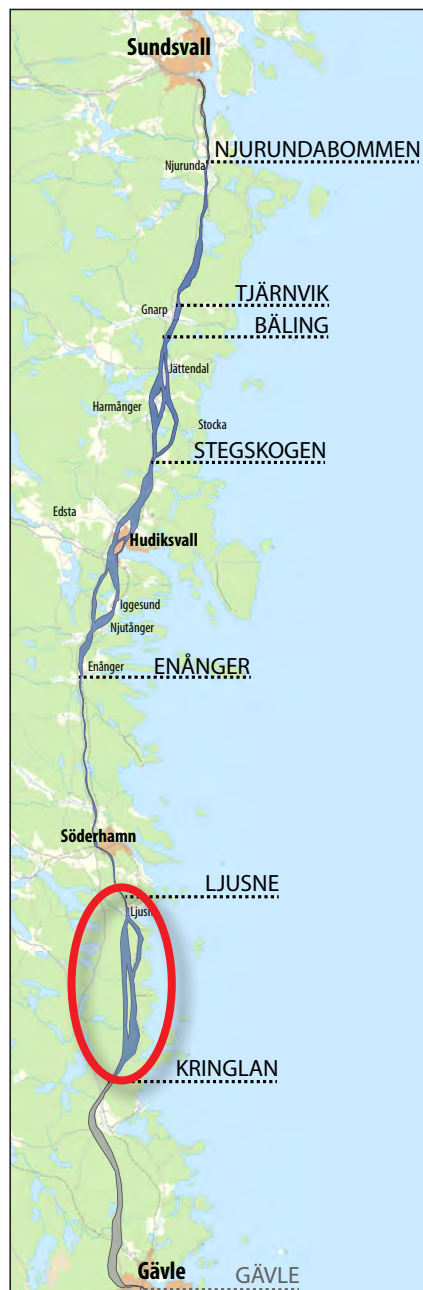 Sundsvall
NJURUNDABOMMEN
Njurunda
TJÄRNVIK
Gnarp
BÄLING
Jättendal
Harmånger
Stocka
STEGSKOGEN
Edsta
Hudiksvall
Iggesund
Njutånger
Enånger
ENÅNGER
Söderhamn
LJUSNE
Ljusne
KRINGLAN
Gävle
GÄVLE